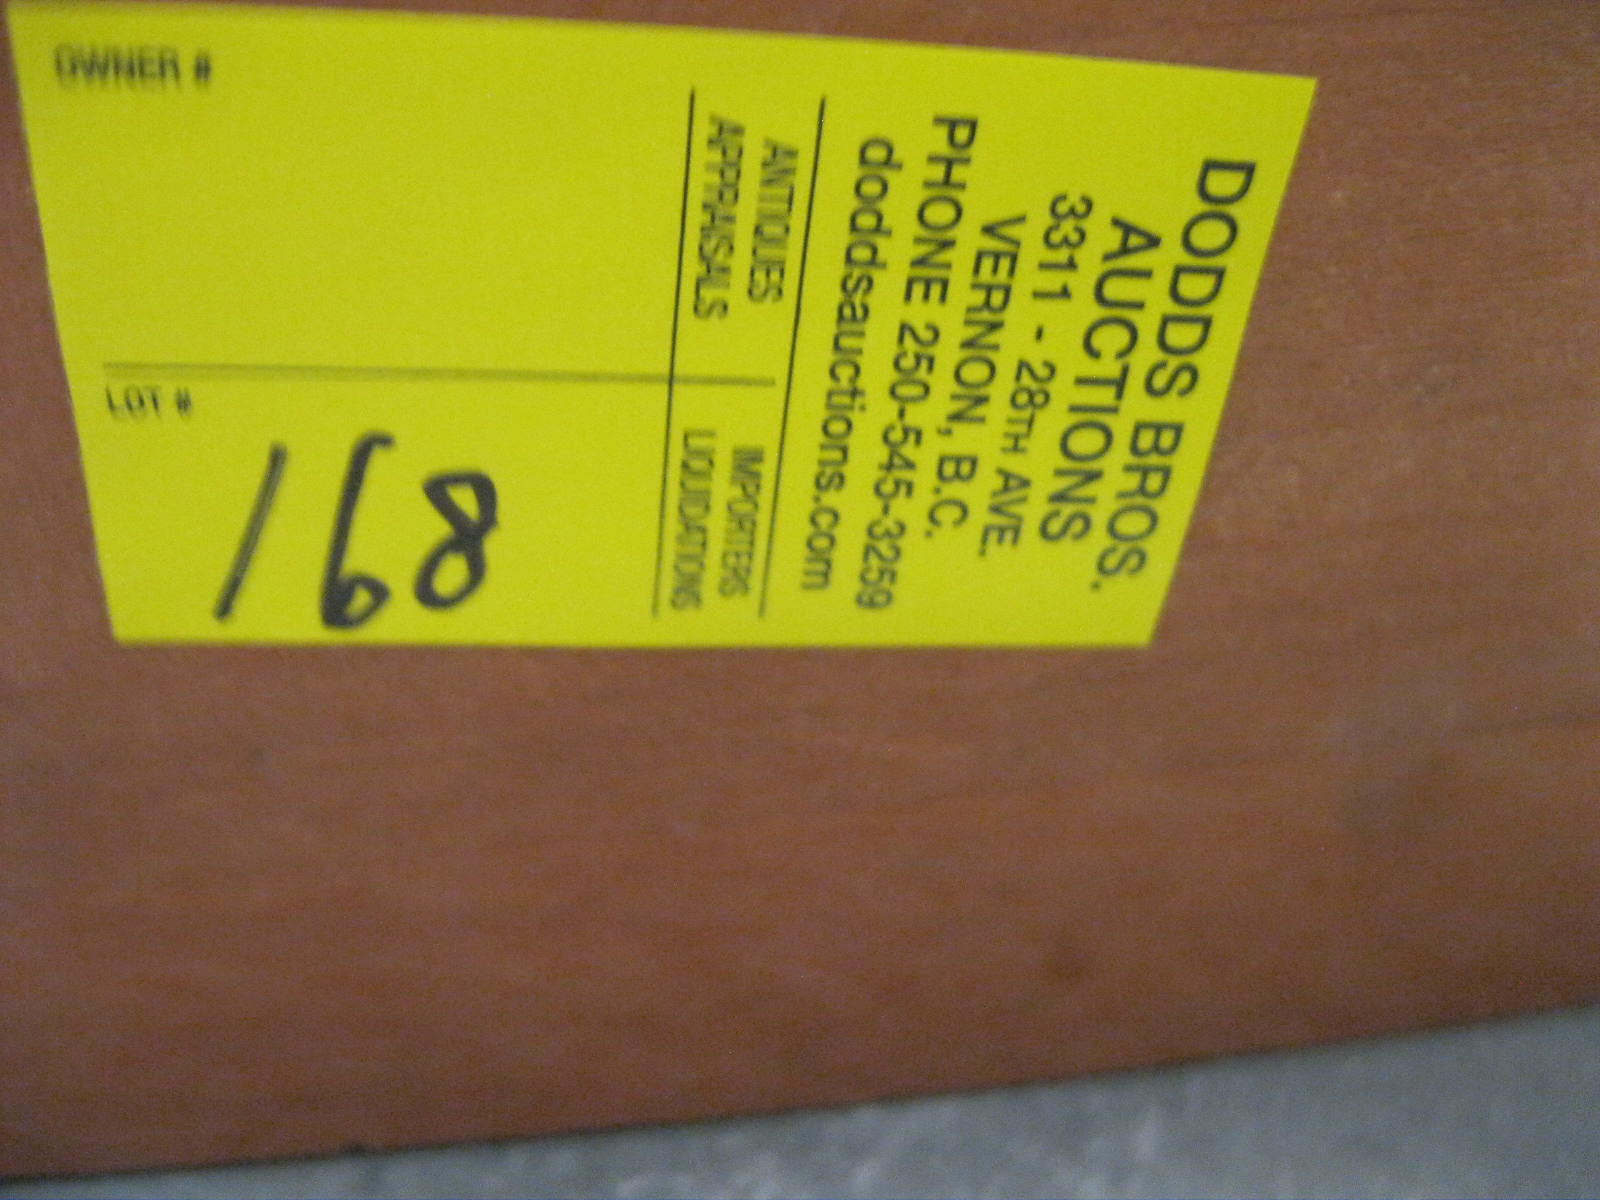 DODDS BROS.
AUCTIONS
3311 - 28TH AVE.
VERNON, B.C.
PHONE 250-545-3259
doddsauctions.com
ANTIQUES IMPORTERS
APPRAISALS LIQUIDATIONS
OWNER #
LOT #
168